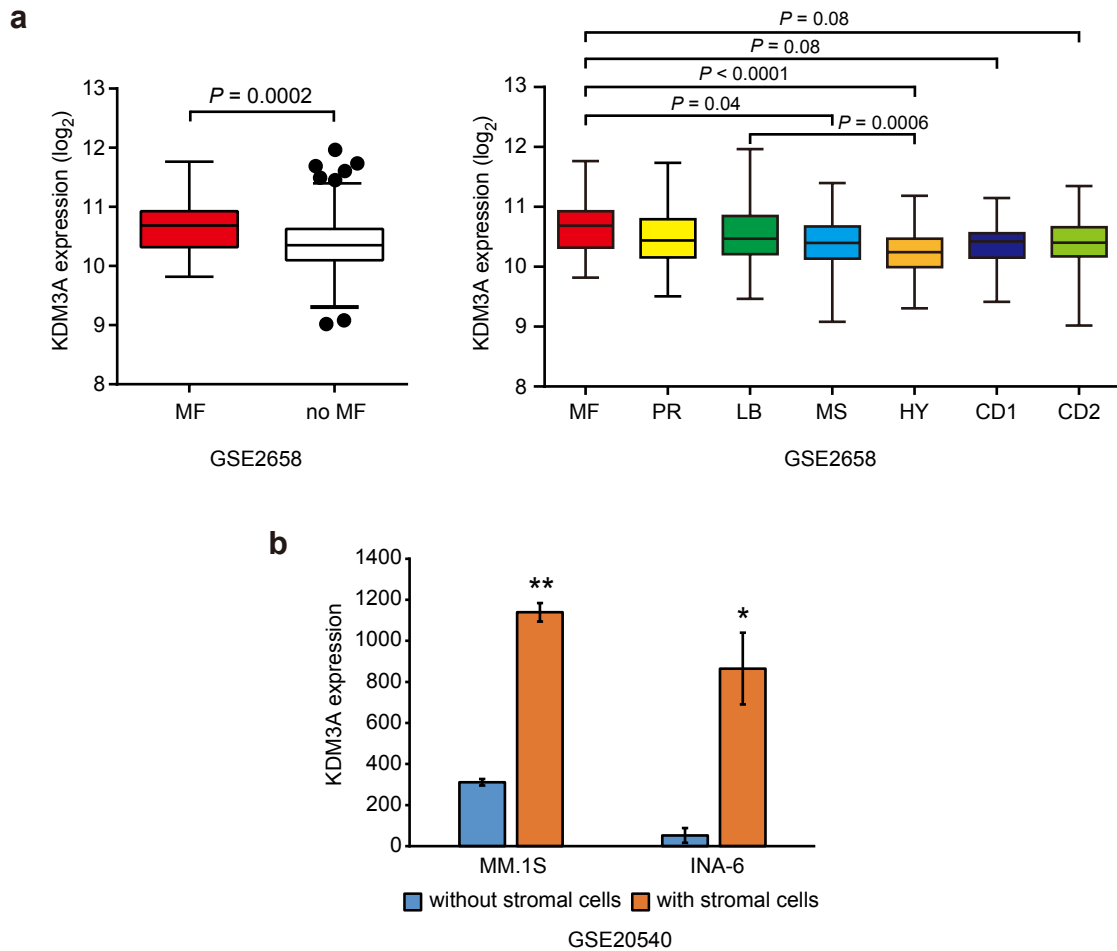 a
P = 0.0002
KDM3A expression (log2)
13
12
11
10
9
8
MF no MF
GSE2658
P = 0.08
P = 0.08
P < 0.0001
P = 0.04
P = 0.0006
KDM3A expression (log2)
13
12
11
10
9
8
MF PR LB MS HY CD1 CD2
GSE2658
b
KDM3A expression
1400
1200
1000
800
600
400
200
0
** *
MM.1S INA-6
without stromal cells with stromal cells
GSE20540